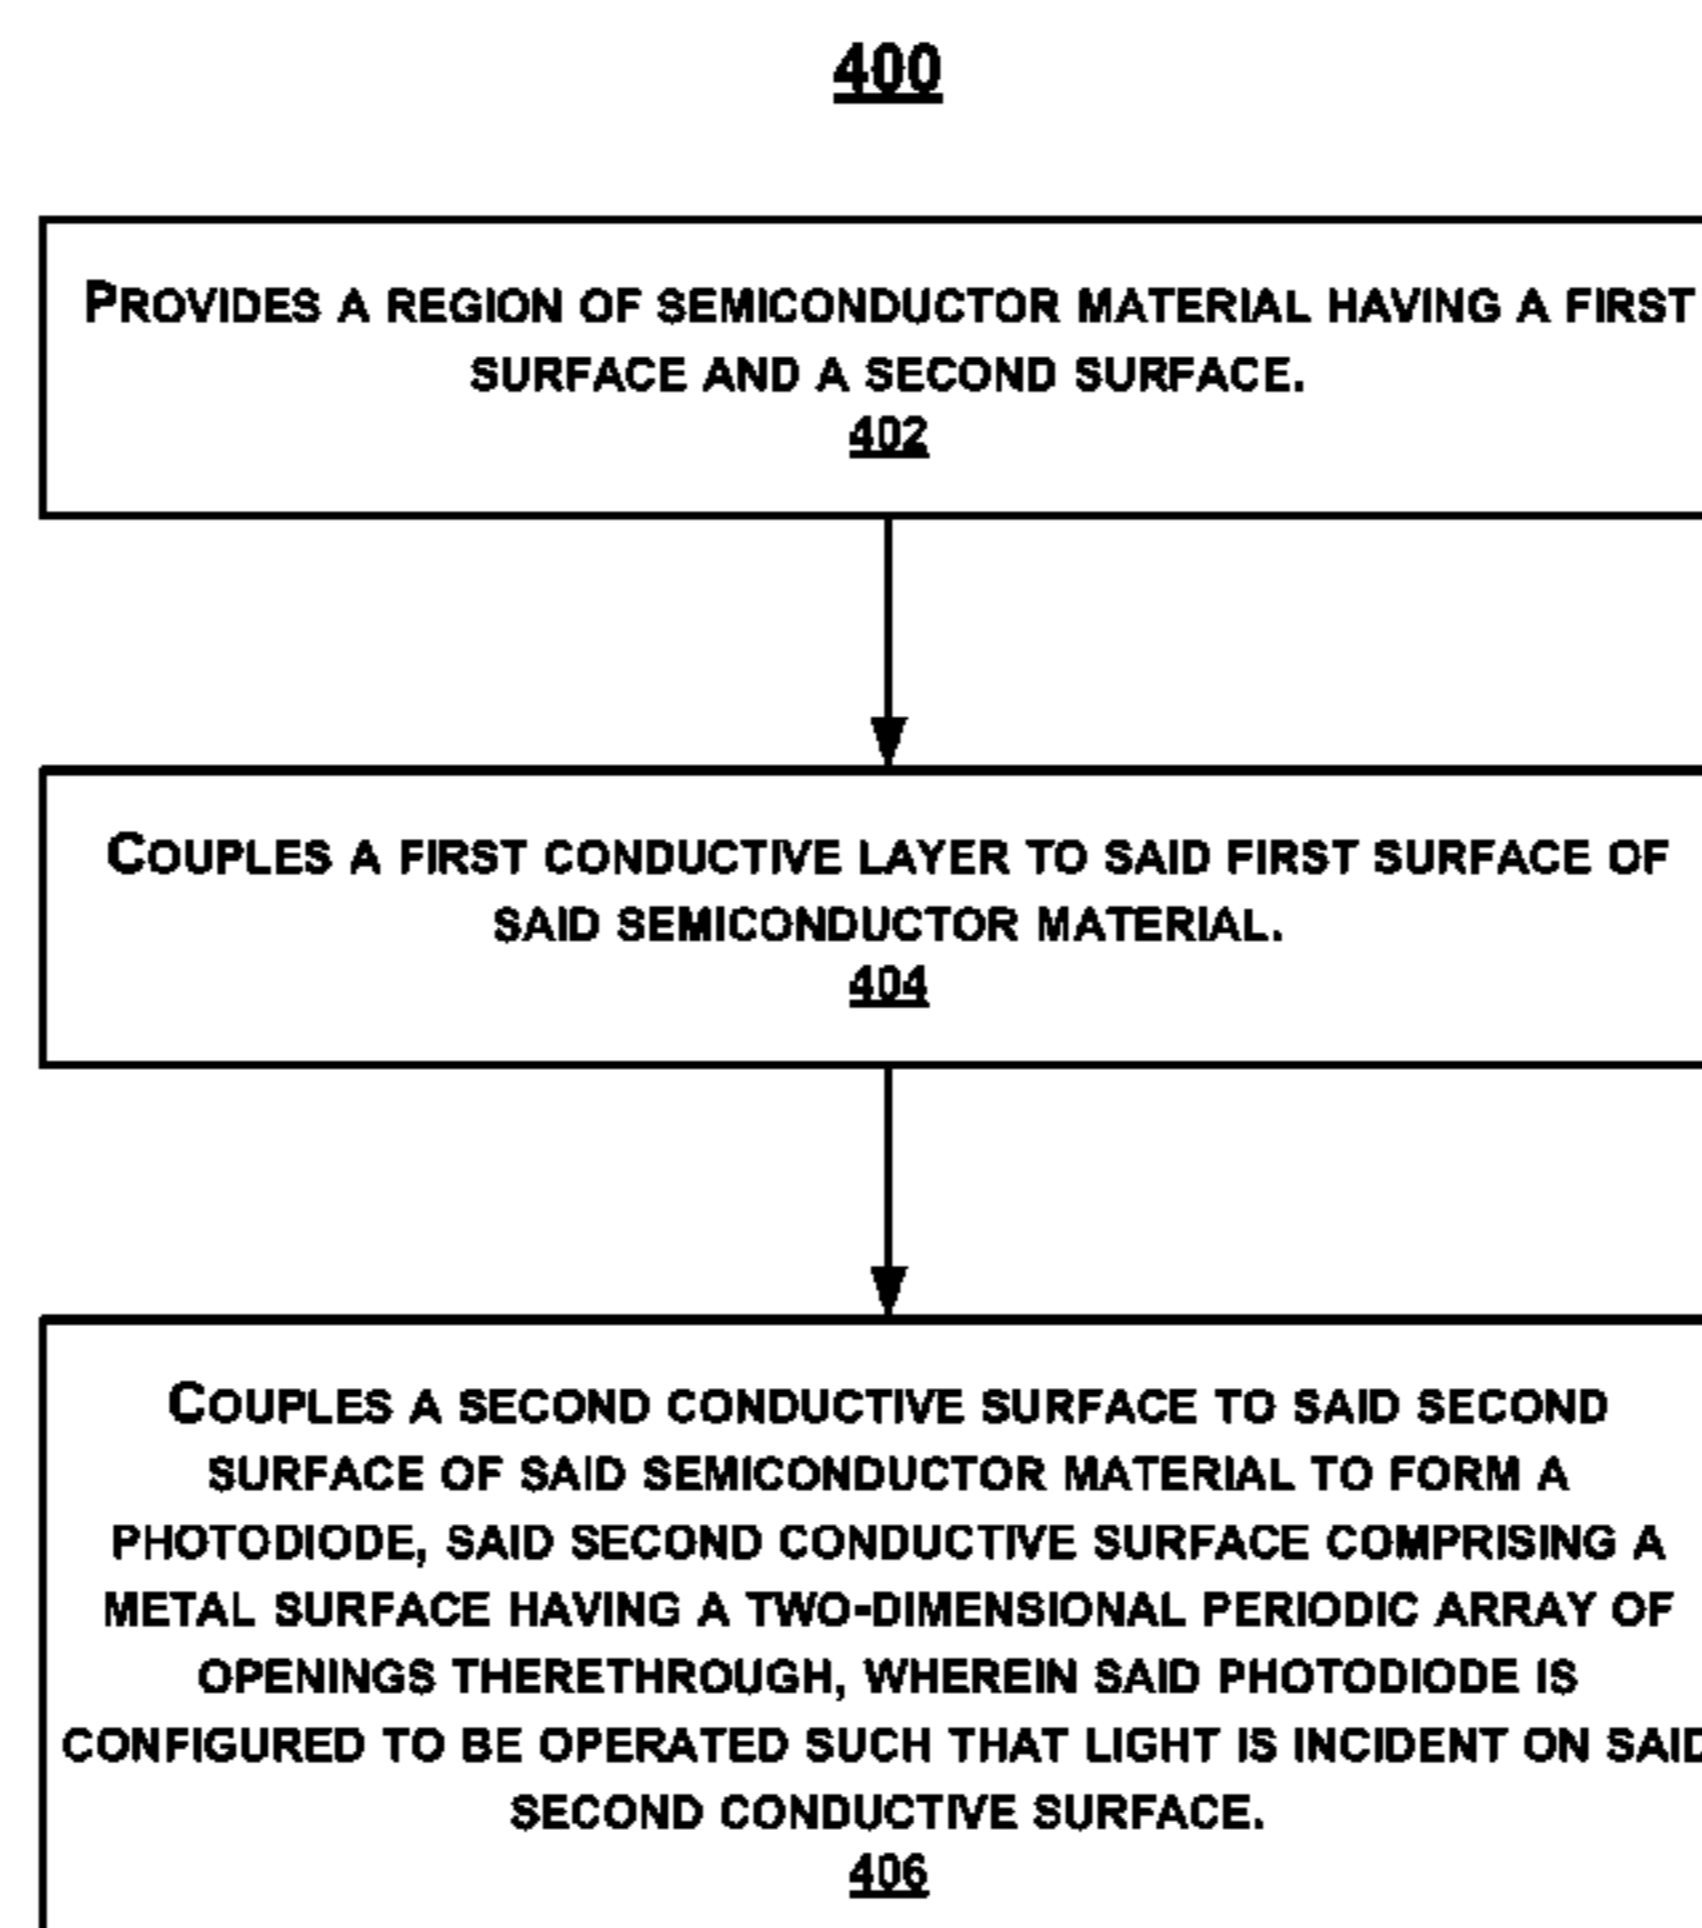 400
PROVIDES A REGION OF SEMICONDUCTOR MATERIAL HAVING A FIRST
SURFACE AND A SECOND SURFACE.
402
COUPLES A FIRST CONDUCTIVE LAYER TO SAID FIRST SURFACE OF
SAID SEMICONDUCTOR MATERIAL.
404
COUPLES A SECOND CONDUCTIVE SURFACE TO SAID SECOND
SURFACE OF SAID SEMICONDUCTOR MATERIAL TO FORM A
PHOTODIODE, SAID SECOND CONDUCTIVE SURFACE COMPRISING A
METAL SURFACE HAVING A TWO-DIMENSIONAL PERIODIC ARRAY OF
OPENINGS THERETHROUGH, WHEREIN SAID PHOTODIODE IS
CONFIGURED TO BE OPERATED SUCH THAT LIGHT IS INCIDENT ON SAID
SECOND CONDUCTIVE SURFACE.
406